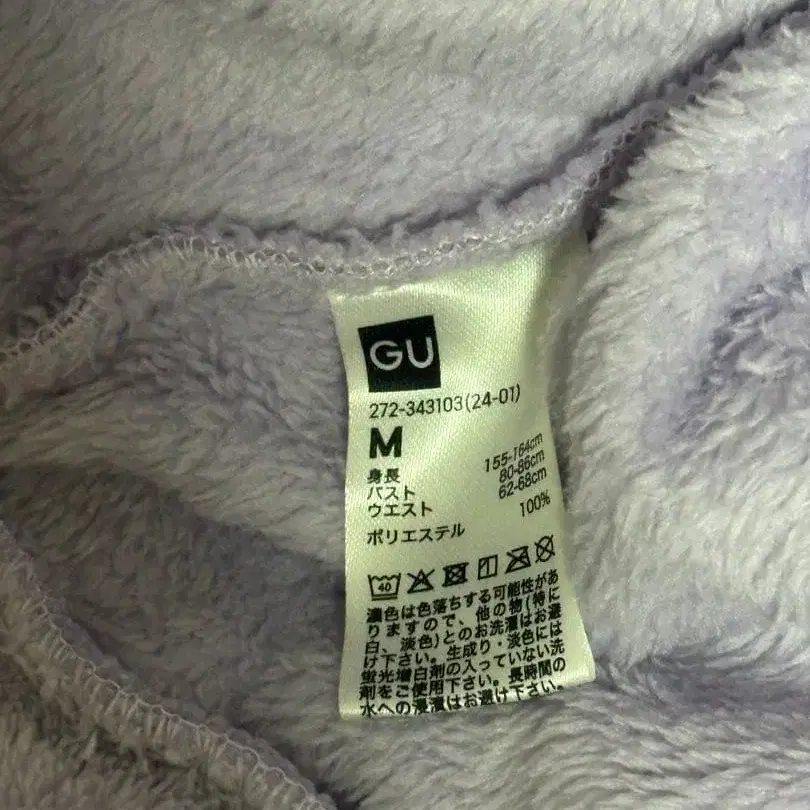 GU
272-343103(24-01)
M
身長 155-164cm
バスト 80-86cm
ウエスト 62-68cm
ポリエステル 100%
40
濃色は色落ちする可能性があ
りますので、他の物(特に
白、淡色)とのお洗濯はお避
け下さい。生成り・淡色には
蛍光増白剤の入っていない洗
剤をご使用下さい。長時間の
水への浸漬はお避け下さい。